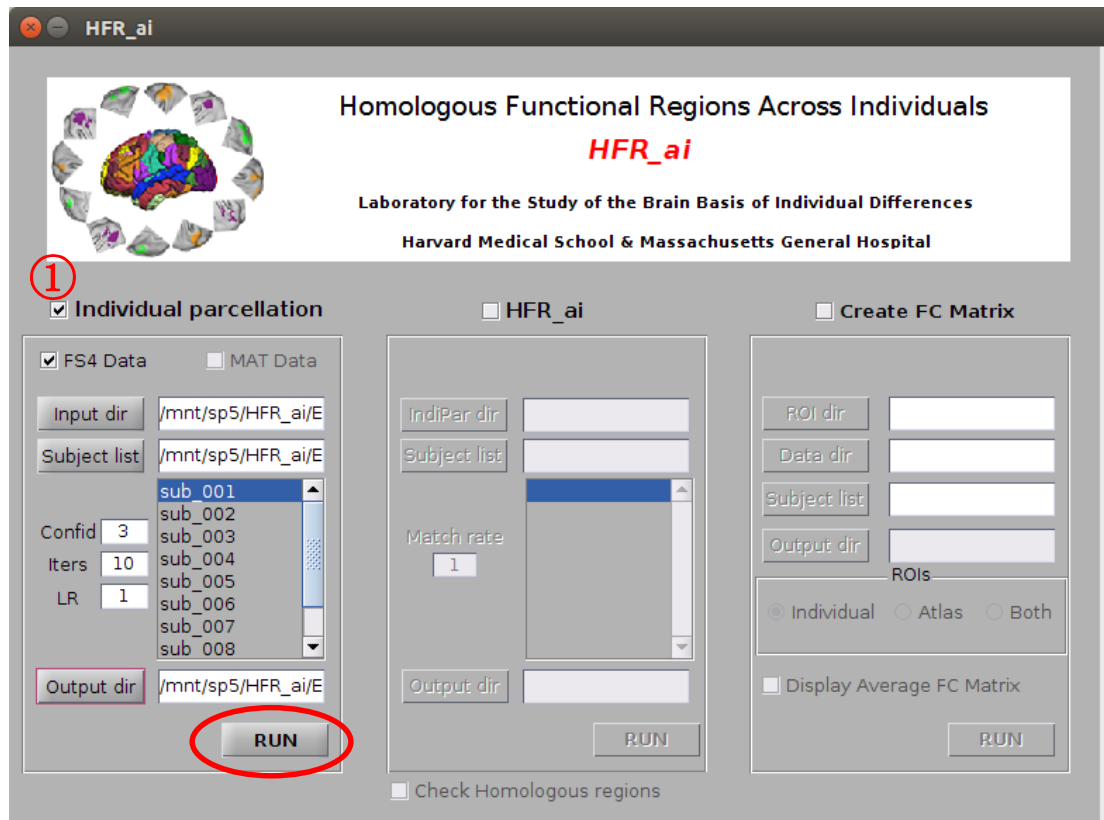 HFR_ai
Homologous Functional Regions Across Individuals
HFR_ai
Laboratory for the Study of the Brain Basis of Individual Differences
Harvard Medical School & Massachusetts General Hospital
①
Individual parcellation
FS4 Data MAT Data
Input dir /mnt/sp5/HFR_ai/E
Subject list /mnt/sp5/HFR_ai/E
sub_001
sub_002
sub_003
sub_004
sub_005
sub_006
sub_007
sub_008
Confid 3
Iters 10
LR 1
Output dir /mnt/sp5/HFR_ai/E
RUN
HFR_ai
IndiPar dir
Subject list
Match rate
1
Output dir
RUN
Check Homologous regions
Create FC Matrix
ROI dir
Data dir
Subject list
Output dir
ROIs
Individual Atlas Both
Display Average FC Matrix
RUN